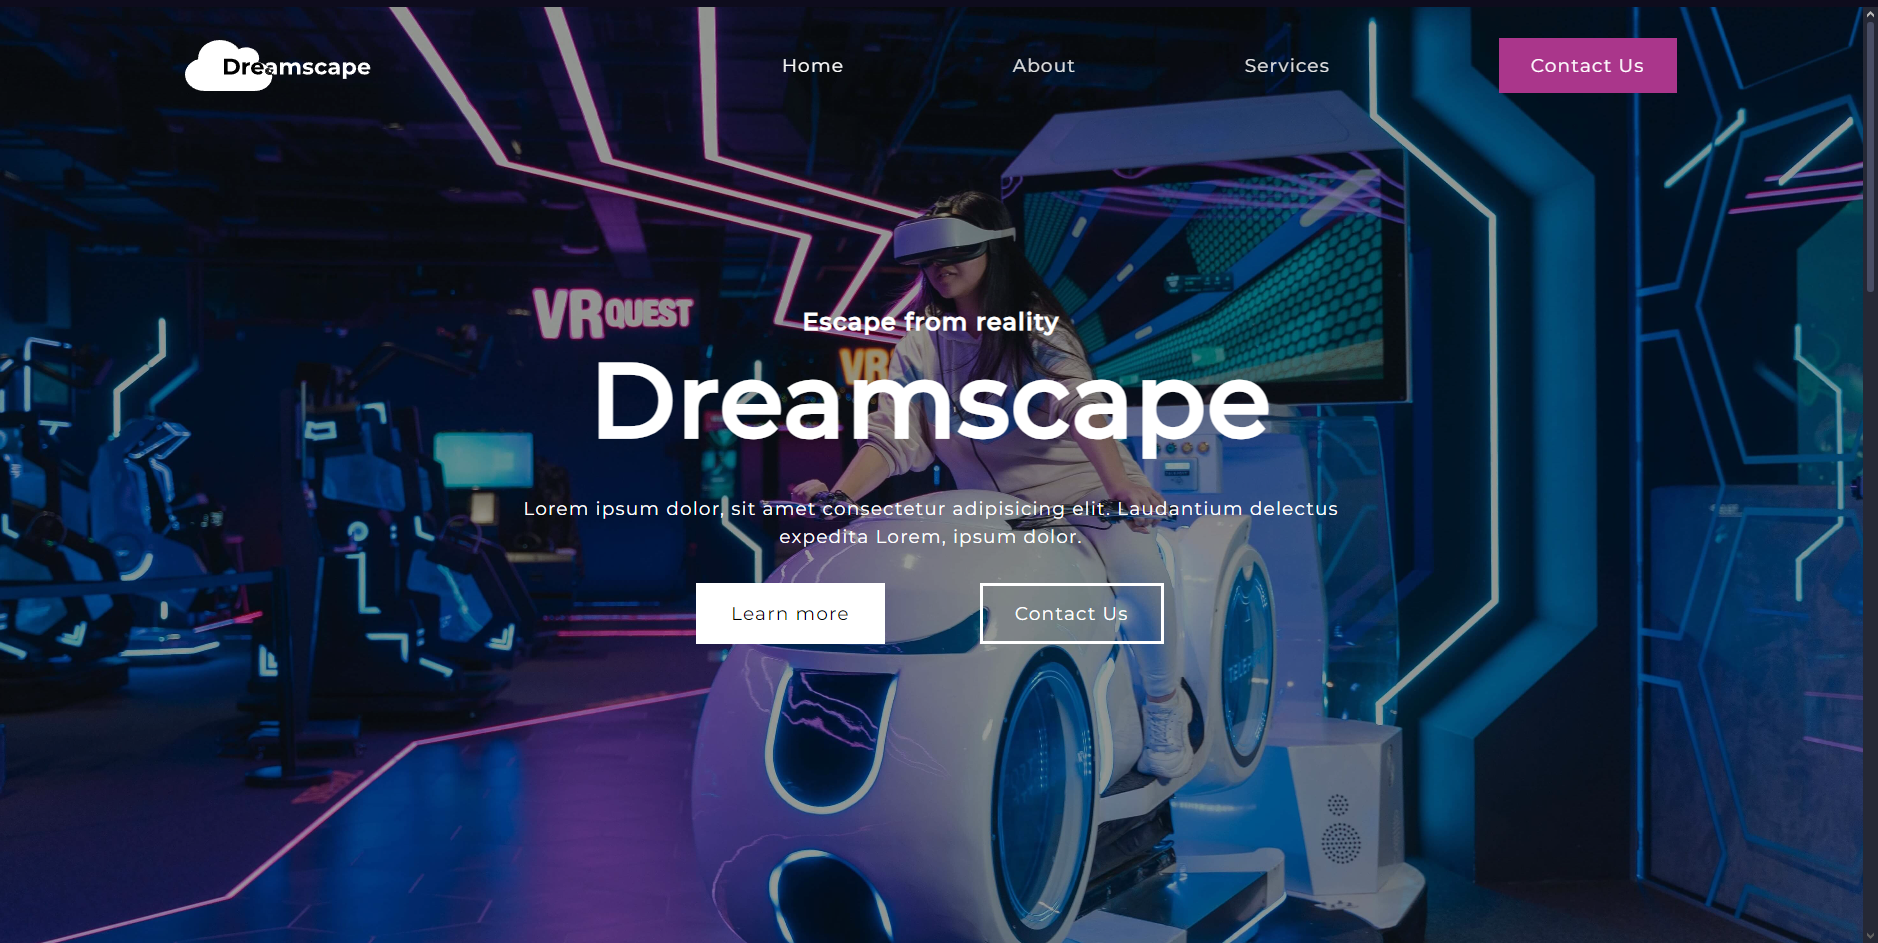 Dreamscape
Home
About
Services
Contact Us
VR QUEST
Escape from reality
VR
Dreamscape
Lorem ipsum dolor, sit amet consectetur adipisicing elit. Laudantium delectus
expedita Lorem, ipsum dolor.
Learn more
Contact Us